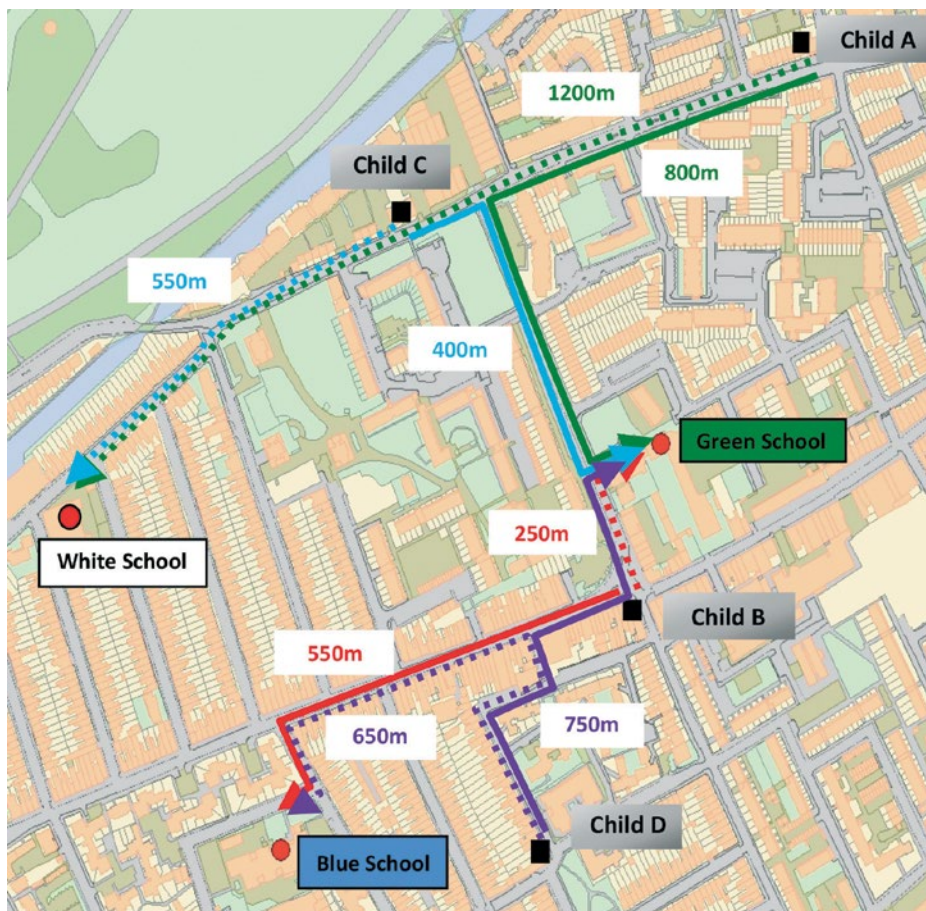 Child A
1200m
Child C
800m
550m
400m
Green School
250m
White School
Child B
550m
650m
750m
Child D
Blue School